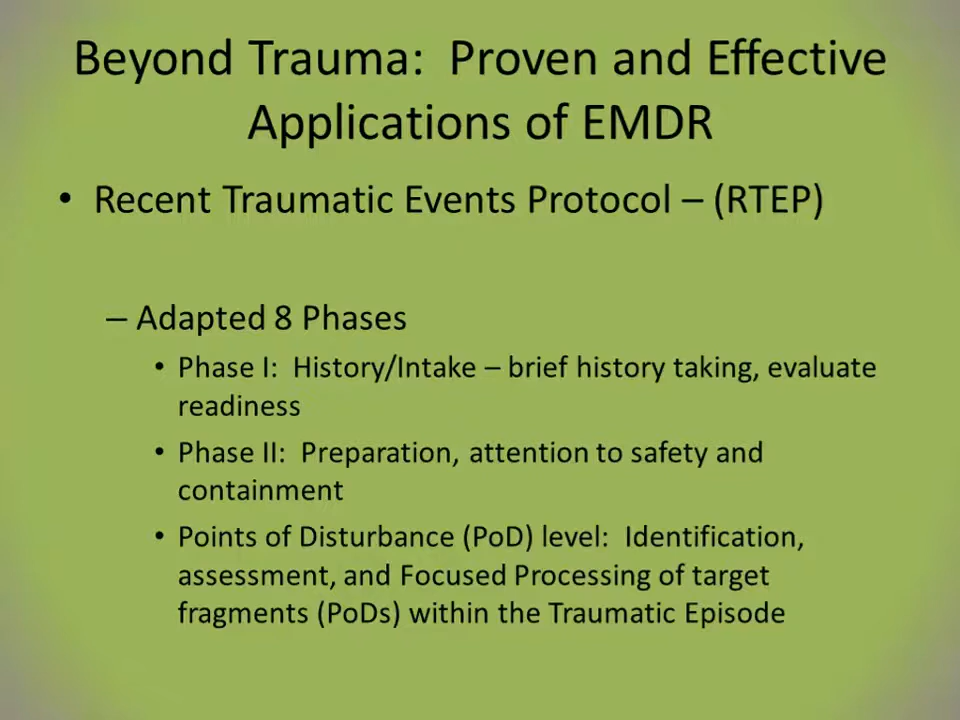 Beyond Trauma:  Proven and Effective
Applications of EMDR
• Recent Traumatic Events Protocol – (RTEP)
– Adapted 8 Phases
• Phase I:  History/Intake – brief history taking, evaluate
readiness
• Phase II:  Preparation, attention to safety and
containment
• Points of Disturbance (PoD) level:  Identification,
assessment, and Focused Processing of target
fragments (PoDs) within the Traumatic Episode